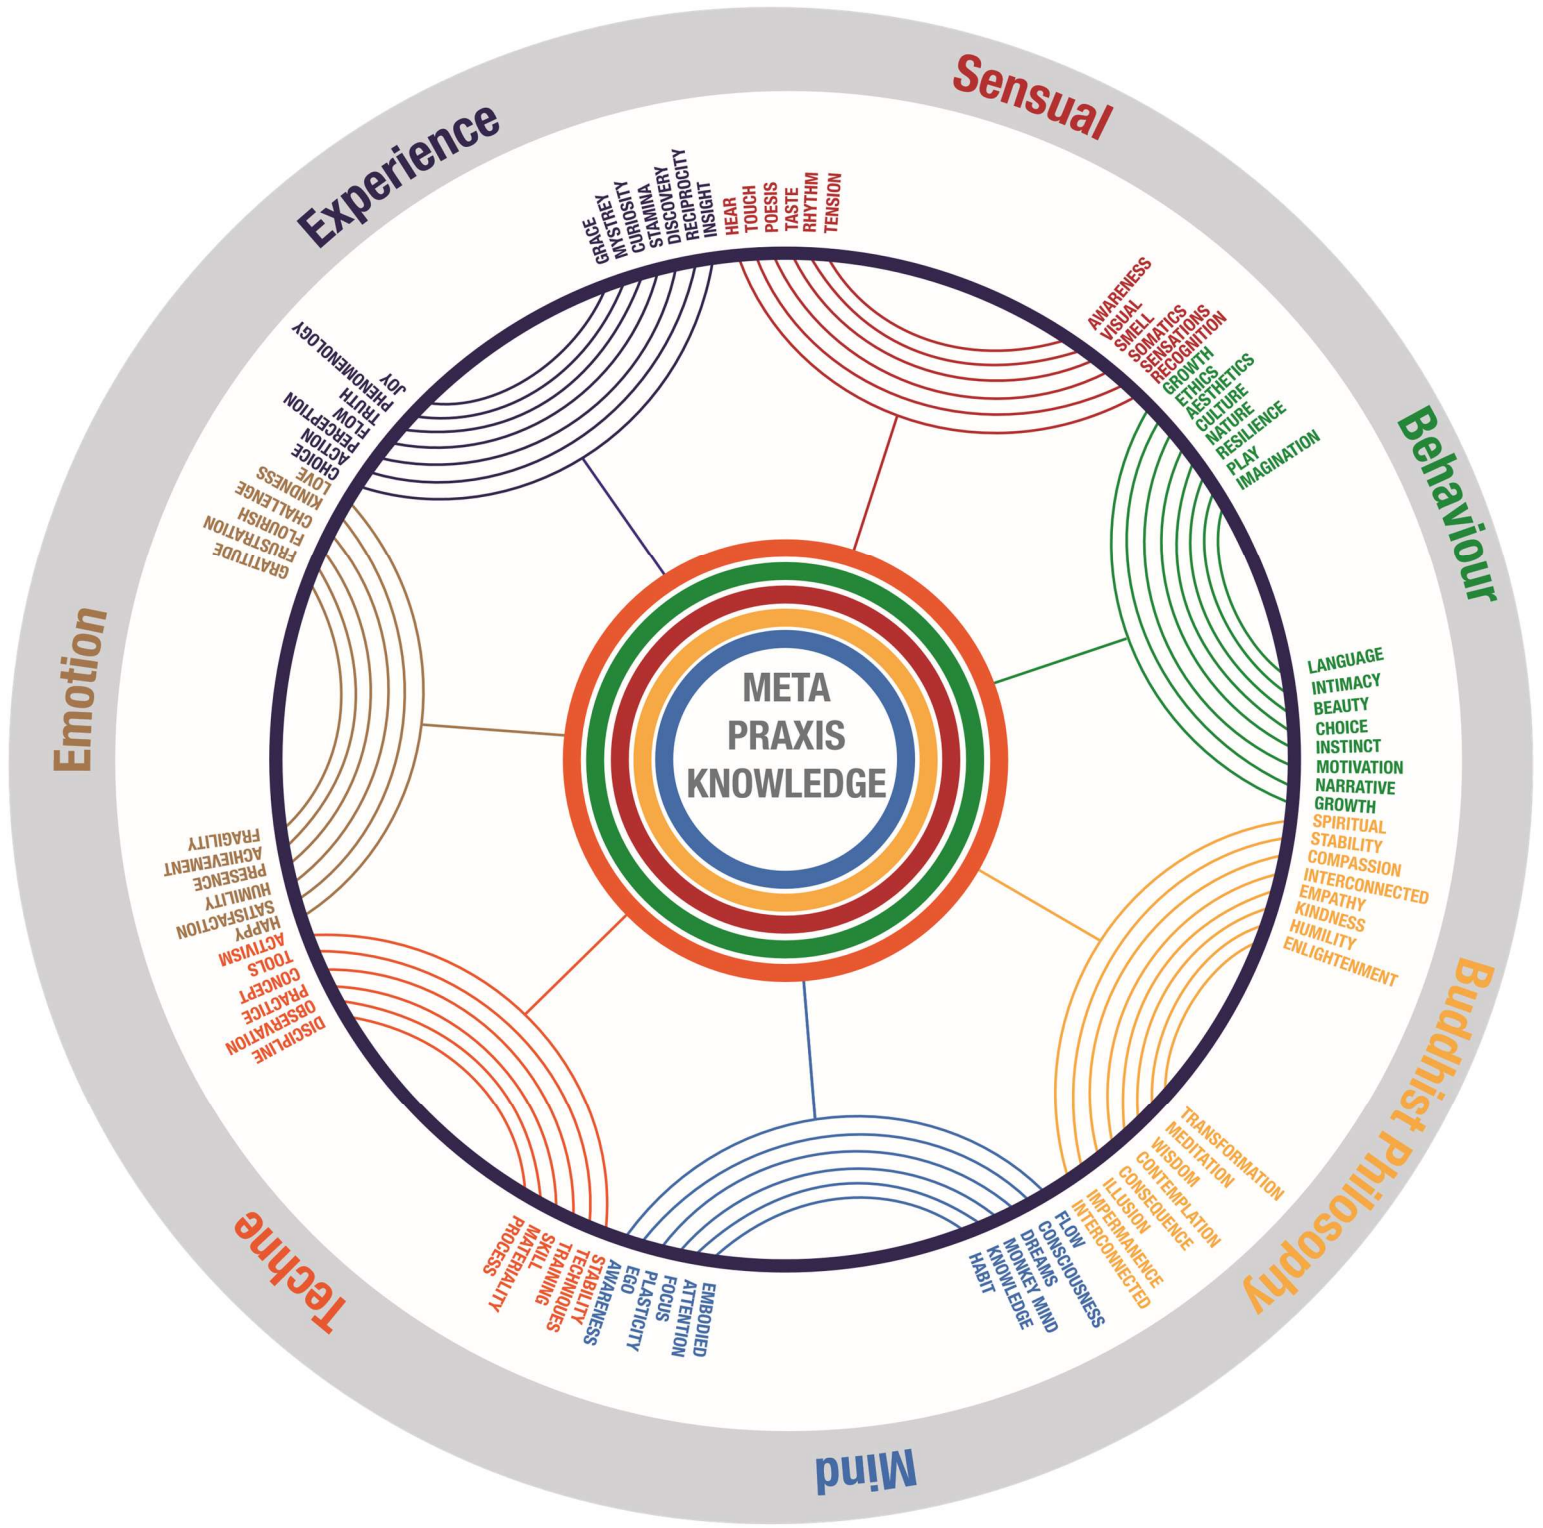 META
PRAXIS
KNOWLEDGE
Sensual
HEAR
TOUCH
POESIS
TASTE
RHYTHM
TENSION
AWARENESS
VISUAL
SMELL
SOMATICS
SENSATIONS
RECOGNITION
Behaviour
GROWTH
ETHICS
AESTHETICS
CULTURE
NATURE
RESILIENCE
PLAY
IMAGINATION
LANGUAGE
INTIMACY
BEAUTY
CHOICE
INSTINCT
MOTIVATION
NARRATIVE
GROWTH
Buddhist Philosophy
SPIRITUAL
STABILITY
COMPASSION
INTERCONNECTED
EMPATHY
KINDNESS
HUMILITY
ENLIGHTENMENT
TRANSFORMATION
MEDITATION
WISDOM
CONTEMPLATION
CONSEQUENCE
ILLUSION
IMPERMANENCE
INTERCONNECTED
Mind
FLOW
CONSCIOUSNESS
DREAMS
MONKEY MIND
KNOWLEDGE
HABIT
EMBODIED
ATTENTION
FOCUS
PLASTICITY
EGO
AWARENESS
Techne
STABILITY
TECHNIQUES
TRAINING
SKILL
MATERIALITY
PROCESS
DISCIPLINE
OBSERVATION
PRACTICE
CONCEPT
TOOLS
ACTIVISM
Emotion
HAPPY
SATISFACTION
HUMILITY
PRESENCE
ACHIEVEMENT
FRAGILITY
GRATITUDE
FRUSTRATION
FLOURISH
CHALLENGE
KINDNESS
LOVE
Experience
CHOICE
ACTION
PERCEPTION
FLOW
TRUTH
PHENOMENOLOGY
JOY
GRACE
MYSTREY
CURIOSITY
STAMINA
DISCOVERY
RECIPROCITY
INSIGHT